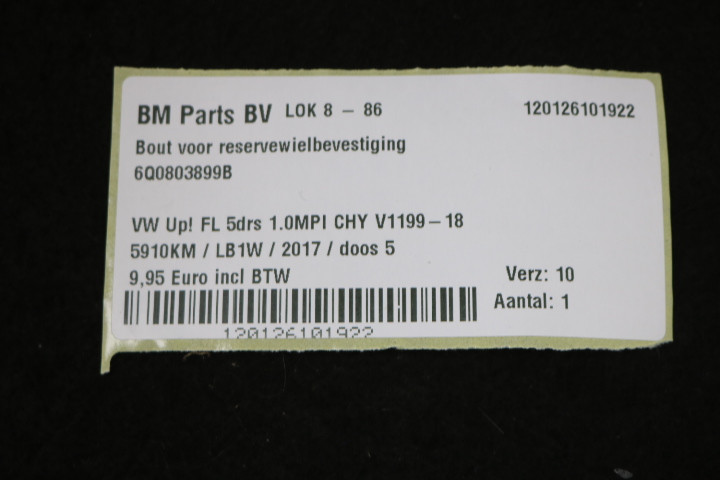 BM Parts BV LOK 8 – 86 120126101922
Bout voor reservewielbevestiging
6Q0803899B
VW Up! FL 5drs 1.0MPI CHY V1199–18
5910KM / LB1W / 2017 / doos 5
9,95 Euro incl BTW Verz: 10
Aantal: 1
120126101922